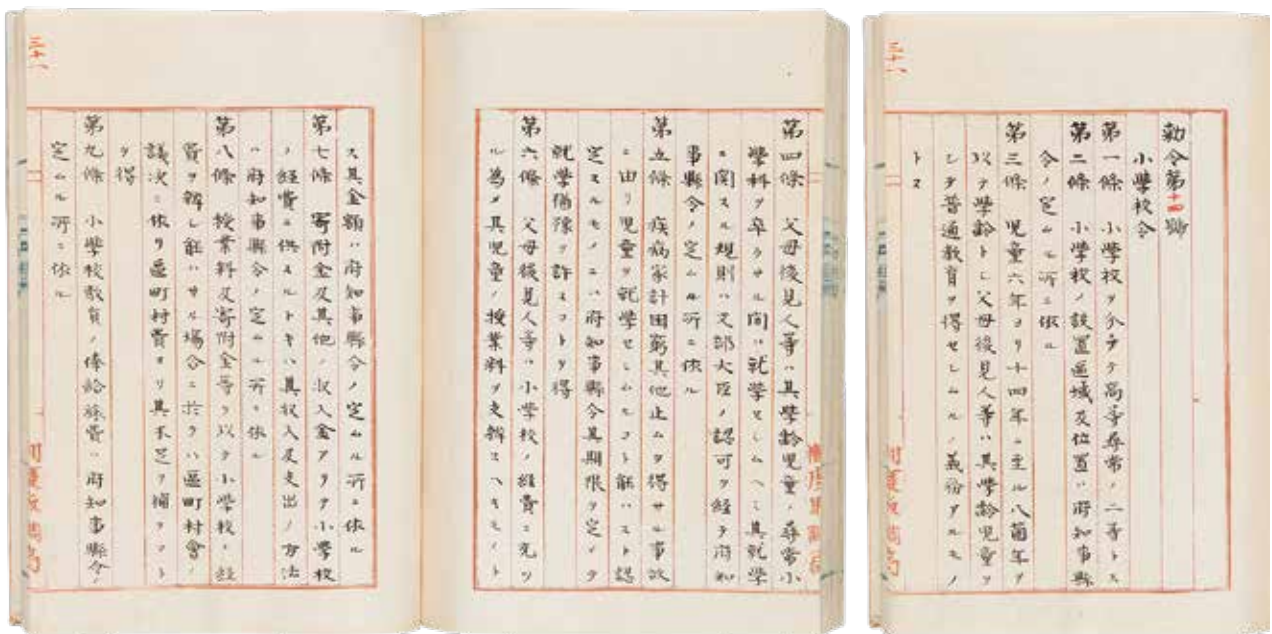 勅令第十四號
小學校令
第一條　小學校ヲ分チテ高等尋常ノ二等トス
第二條　小學校ノ設置區域及位置ハ府知事縣
令ノ定ムル所ニ依ル
第三條　児童六年ヨリ十四年ニ至ル八箇年ヲ
以テ學齡トシ父母後見人等ハ其學齡児童ヲ
シテ普通教育ヲ得セシムルノ義務アルモノ
トス
第四條　父母後見人等ハ其學齡児童ノ尋常小
學科ヲ卒ラサル間ハ就學セシムヘシ其就學
ニ関スル規則ハ文部大臣ノ認可ヲ経テ府知
事縣令ノ定ムル所ニ依ル
第五條　疾病家計困窮其他止ムヲ得サル事故
ニ由リ児童ヲ就學セシムルコト能ハスト認
定スルモノニハ府知事縣令其期限ヲ定メテ
就學猶豫ヲ許スコトヲ得
第六條　父母後見人等ハ小學校ノ経費ニ充ツ
ル為メ其児童ノ授業料ヲ支辨スヘキモノト
ス其金額ハ府知事縣令ノ定ムル所ニ依ル
第七條　寄附金及其他ノ収入金アリテ小學校
ノ経費ニ供スルトキハ其収入及支出ノ方法
ハ府知事縣令ノ定ムル所ニ依ル
第八條　授業料及寄附金等ヲ以テ小學校ノ経
費ヲ辨シ能ハサル場合ニ於テハ區町村會ノ
議決ニ依リ區町村費ヨリ其不足ヲ補フコト
ヲ得
第九條　小學校教員ノ俸給旅費ハ府知事縣令ノ
定ムル所ニ依ル
三十一
三十一